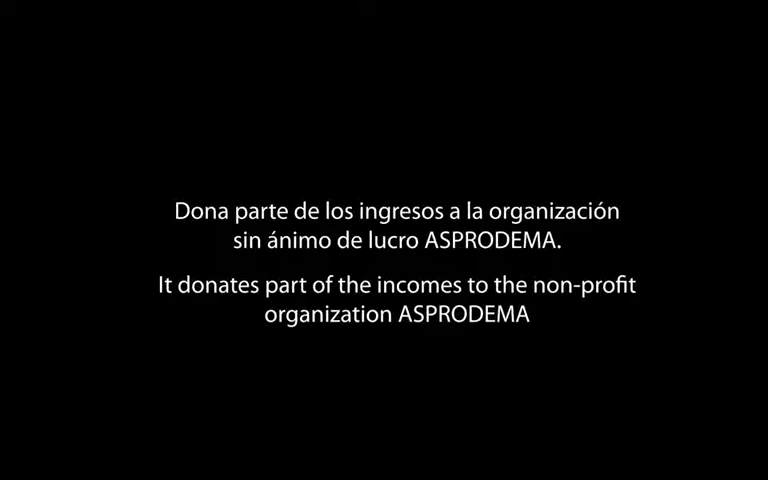 Dona parte de los ingresos a la organización
sin ánimo de lucro ASPRODEMA.
It donates part of the incomes to the non-profit
organization ASPRODEMA